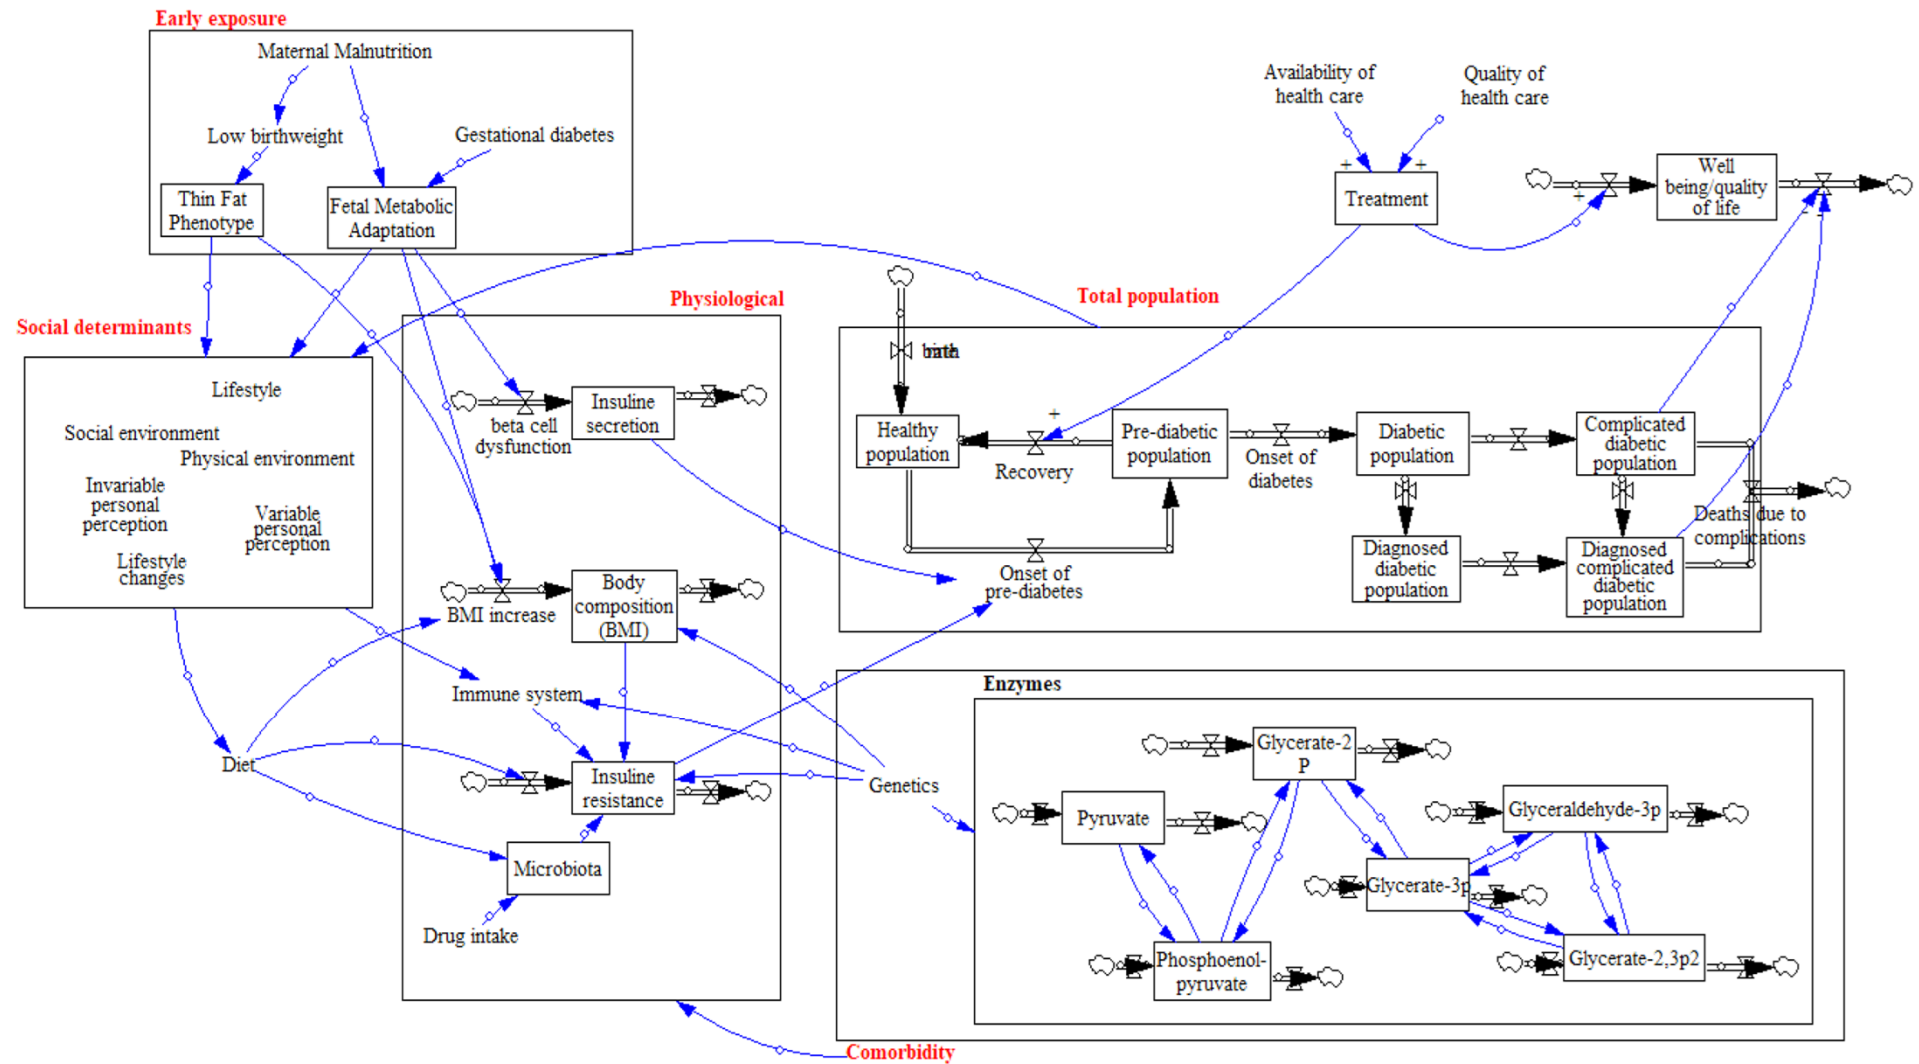 Early exposure
Maternal Malnutrition
Low birthweight
Gestational diabetes
Thin Fat
Phenotype
Fetal Metabolic
Adaptation
Availability of
health care
Quality of
health care
+
+
Treatment
+
Well
being/quality
of life
-
-
Social determinants
Lifestyle
Social environment
Physical environment
Invariable
personal
perception
Variable
personal
perception
Lifestyle
changes
Diet
Physiological
Insuline
secretion
beta cell
dysfunction
Body
composition
(BMI)
BMI increase
Immune system
Insuline
resistance
Microbiota
Drug intake
Genetics
Total population
Healthy
population
+
Recovery
Pre-diabetic
population
Onset of
diabetes
Diabetic
population
Complicated
diabetic
population
Onset of
pre-diabetes
Diagnosed
diabetic
population
Diagnosed
complicated
diabetic
population
Deaths due to
complications
Enzymes
Glycerate-2
P
Pyruvate
Glyceraldehyde-3p
Glycerate-3p
Phosphoenol-
pyruvate
Glycerate-2,3p2
Comorbidity